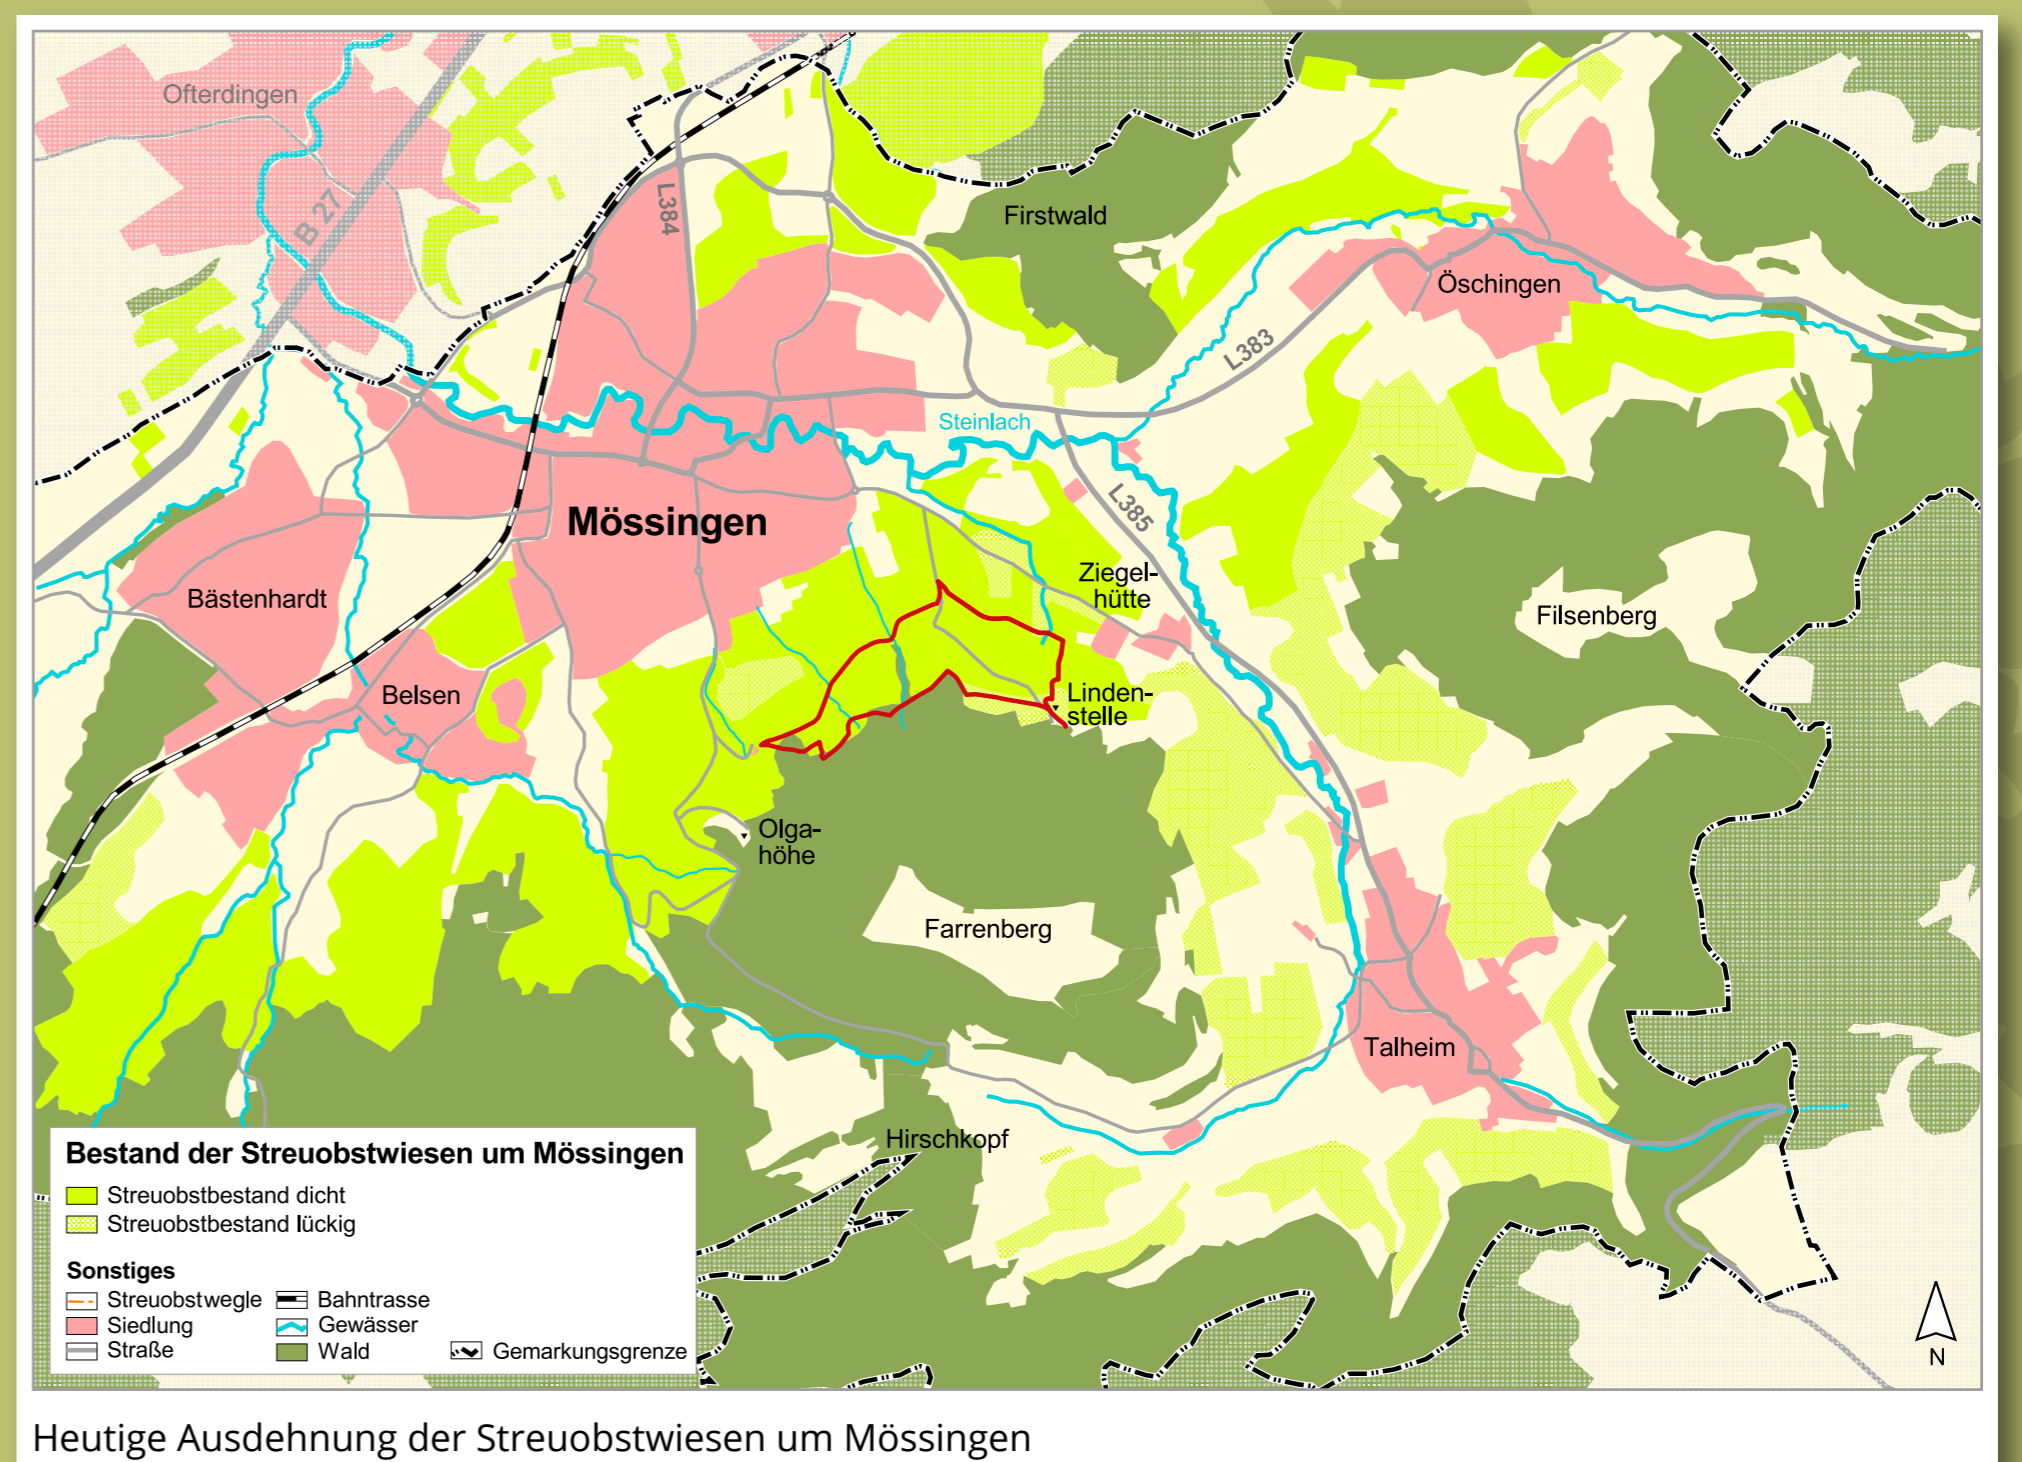 Ofterdingen
B 27
L384
Firstwald
Öschingen
L383
Steinlach
L385
Mössingen
Ziegel-
hütte
Bästenhardt
Filsenberg
Belsen
Linden-
stelle
Olga-
höhe
Farrenberg
Talheim
Hirschkopf
Bestand der Streuobstwiesen um Mössingen
Streuobstbestand dicht
Streuobstbestand lückig
Sonstiges
Streuobstwegle
Bahntrasse
Siedlung
Gewässer
Straße
Wald
Gemarkungsgrenze
N
Heutige Ausdehnung der Streuobstwiesen um Mössingen